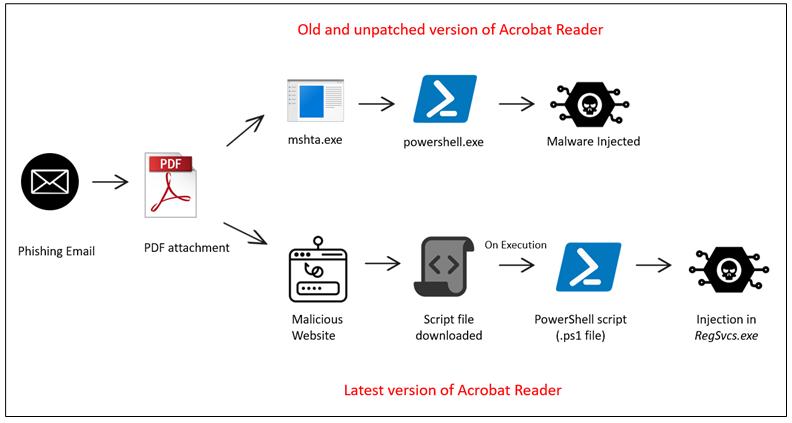 Old and unpatched version of Acrobat Reader
mshta.exe
powershell.exe
Malware Injected
PDF
Phishing Email
PDF attachment
On Execution
Malicious
Website
Script file
downloaded
PowerShell script
(.ps1 file)
Injection in
RegSvcs.exe
Latest version of Acrobat Reader